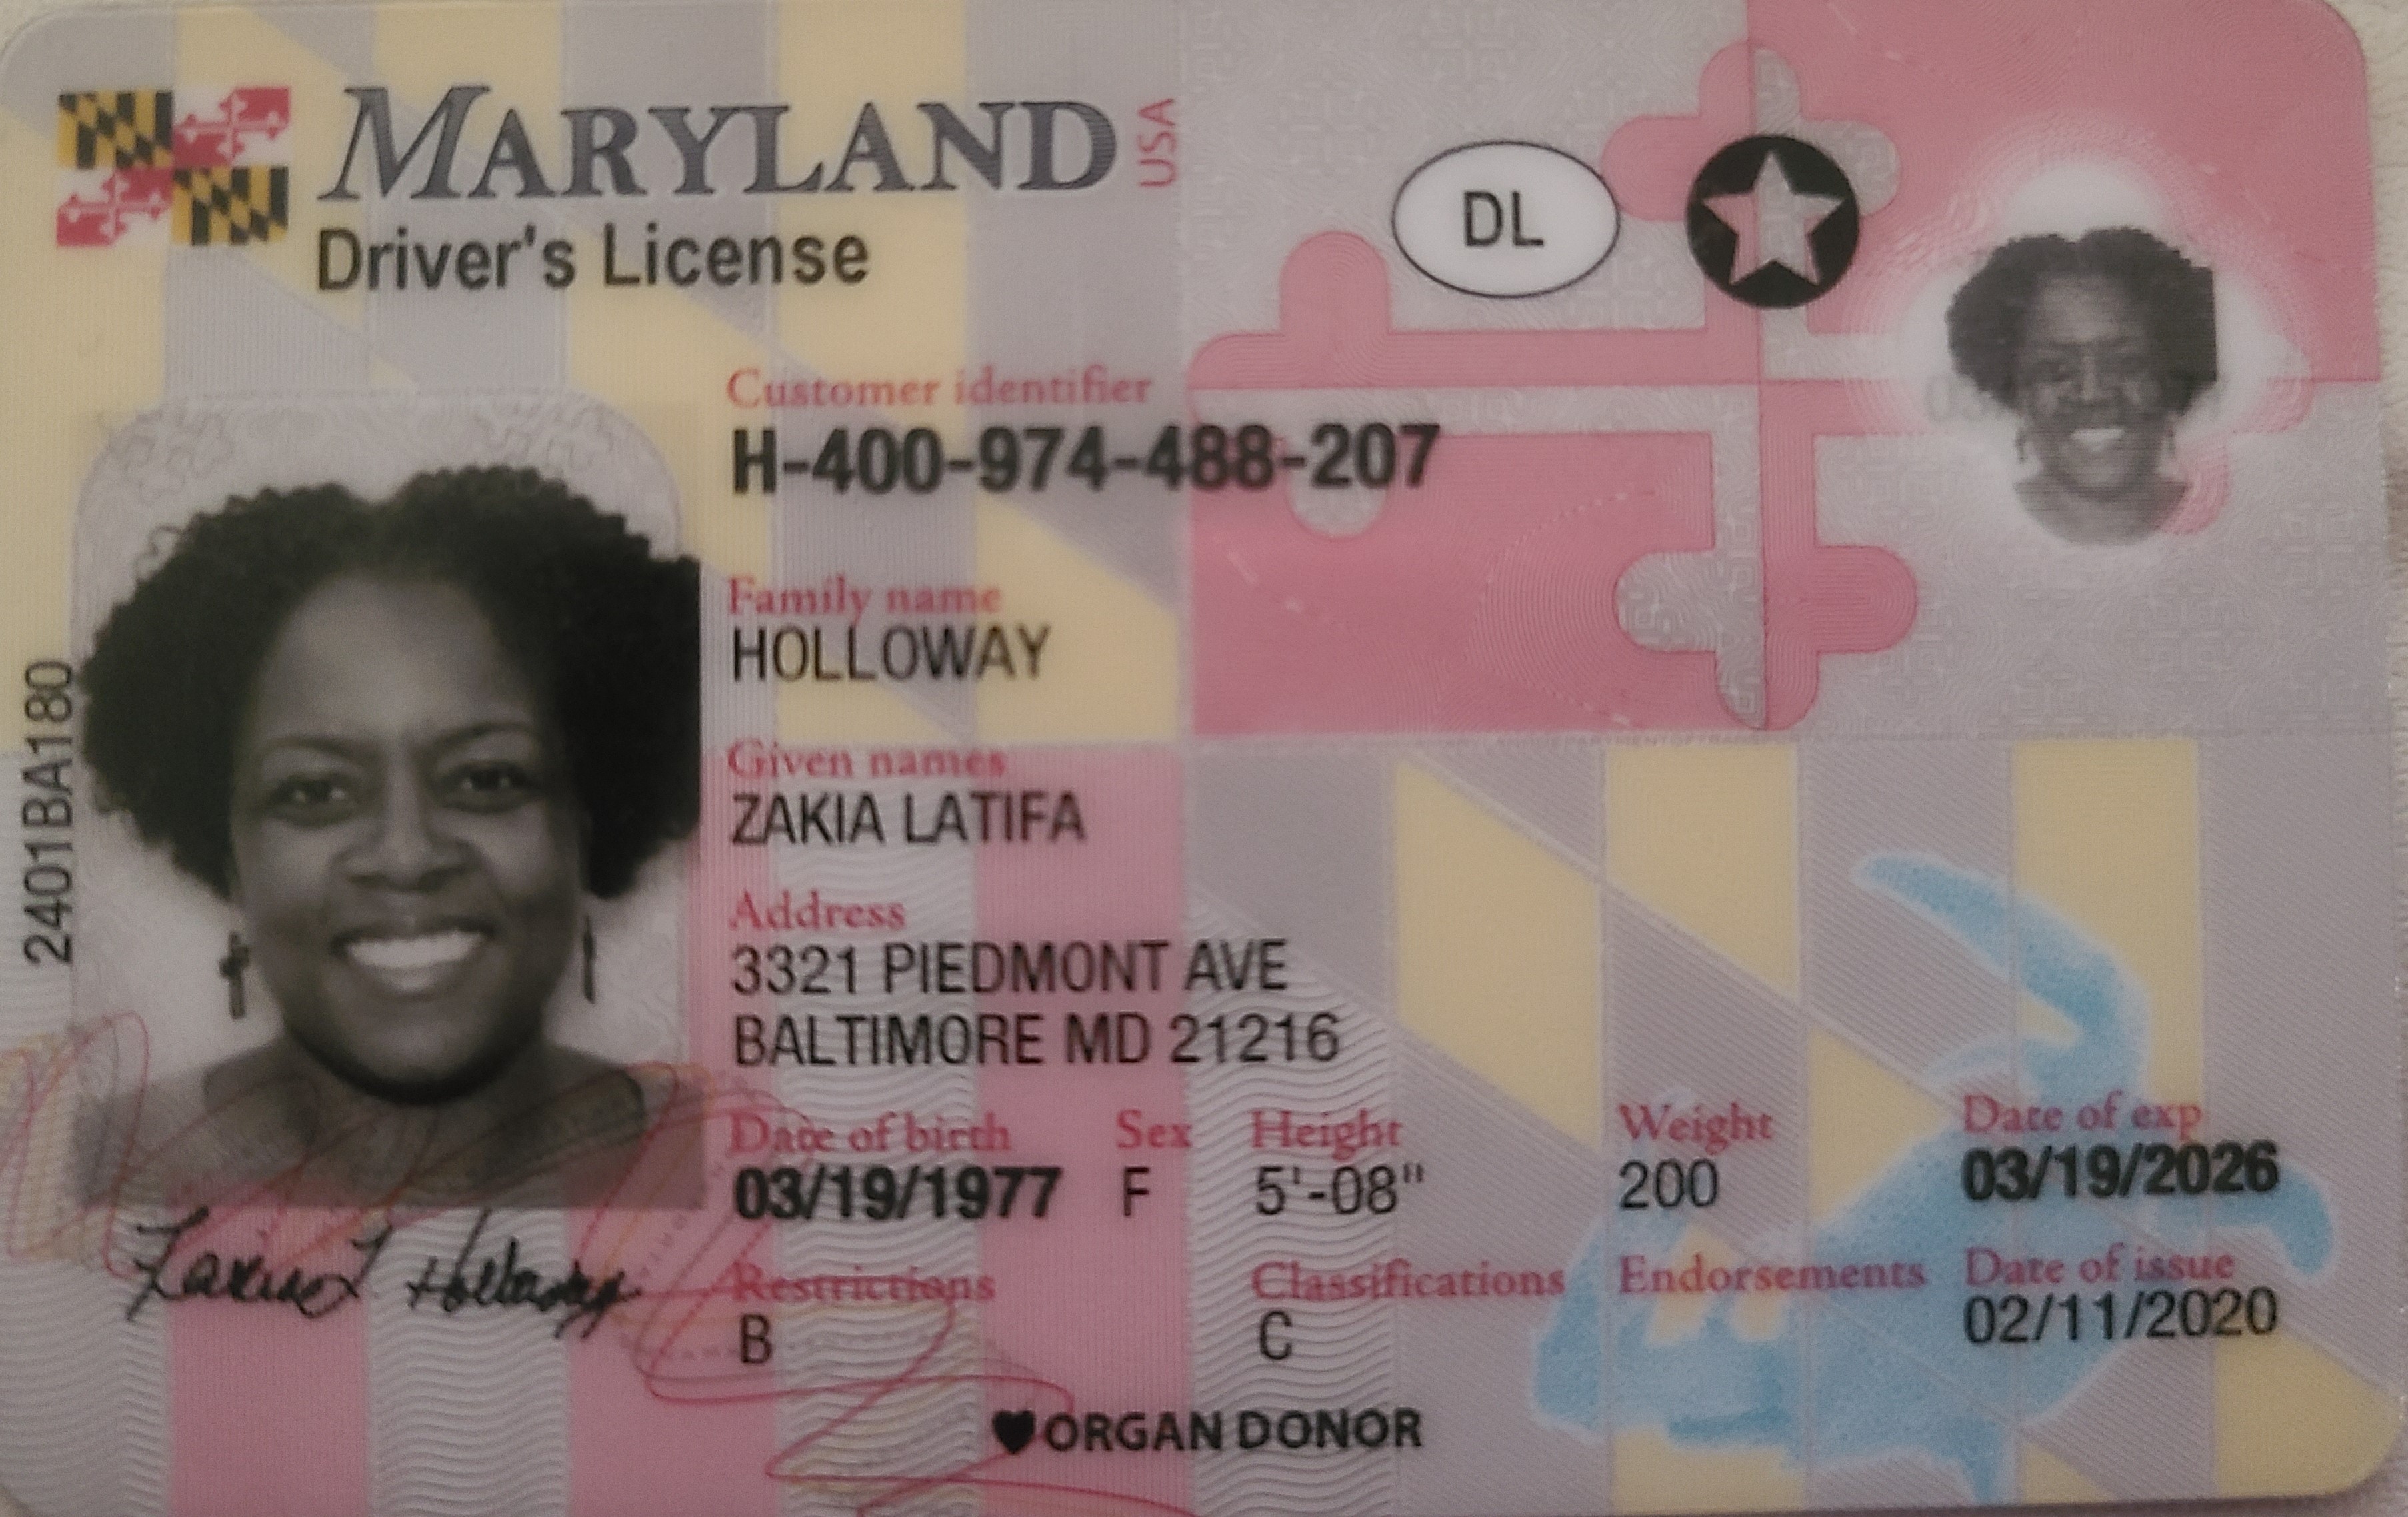 MARYLAND USA
Driver's License
DL
Customer identifier
H-400-974-488-207
Family name
HOLLOWAY
Given names
ZAKIA LATIFA
Address
3321 PIEDMONT AVE
BALTIMORE MD 21216
Date of birth Sex Height Weight Date of exp
03/19/1977 F 5'-08" 200 03/19/2026
Restrictions Classifications Endorsements Date of issue
B C 02/11/2020
ORGAN DONOR
2401BA180
Holloway